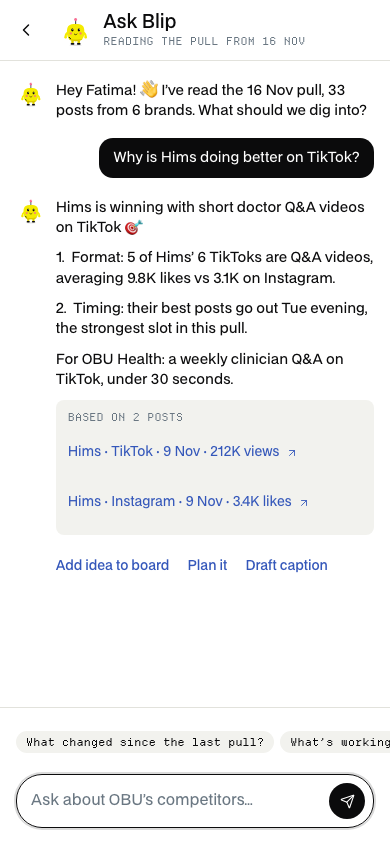 Ask Blip
READING THE PULL FROM 16 NOV
Hey Fatima! 👋 I've read the 16 Nov pull, 33
posts from 6 brands. What should we dig into?
Why is Hims doing better on TikTok?
Hims is winning with short doctor Q&A videos
on TikTok 🎯
1. Format: 5 of Hims' 6 TikToks are Q&A videos,
averaging 9.8K likes vs 3.1K on Instagram.
2. Timing: their best posts go out Tue evening,
the strongest slot in this pull.
For OBU Health: a weekly clinician Q&A on
TikTok, under 30 seconds.
BASED ON 2 POSTS
Hims · TikTok · 9 Nov · 212K views ↗
Hims · Instagram · 9 Nov · 3.4K likes ↗
Add idea to board Plan it Draft caption
What changed since the last pull? What's working
Ask about OBU's competitors...